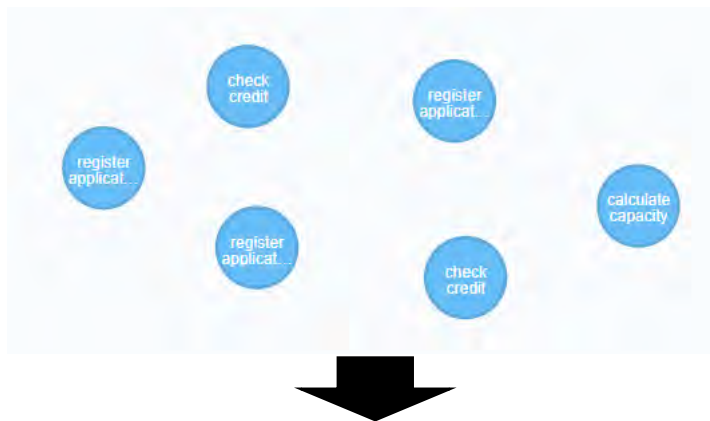 check
credit
register
applicat...
register
applicat...
calculate
capacity
register
applicat...
check
credit